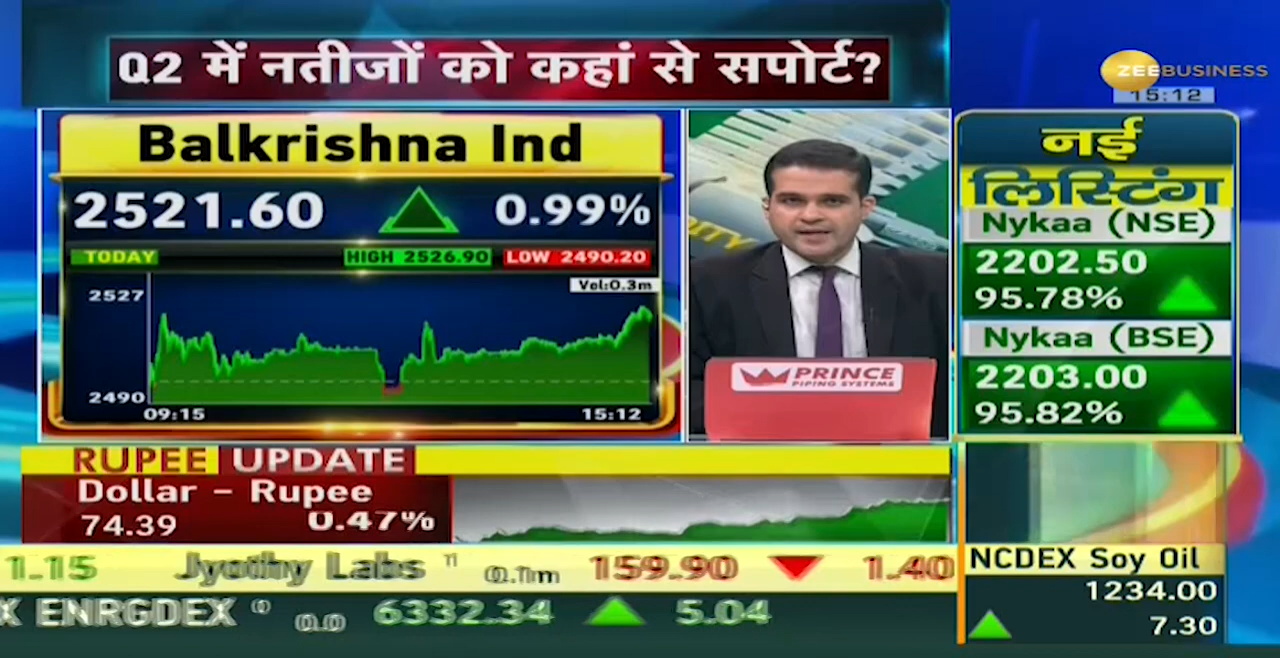 Q2 में नतीजों को कहां से सपोर्ट?
ZEEBUSINESS
15:12
Balkrishna Ind
2521.60 0.99%
TODAY HIGH 2526.90 LOW 2490.20
Vol:0.3m
2527
2490
09:15 15:12
PRINCE
PIPING SYSTEMS
नई
लिस्टिंग
Nykaa (NSE)
2202.50
95.78%
Nykaa (BSE)
2203.00
95.82%
RUPEE UPDATE
Dollar - Rupee
74.39 0.47%
1.15 Jyothy Labs 0.1m 159.90 1.40
X ENRGDEX 0.0 6332.34 5.04
NCDEX Soy Oil
1234.00
7.30